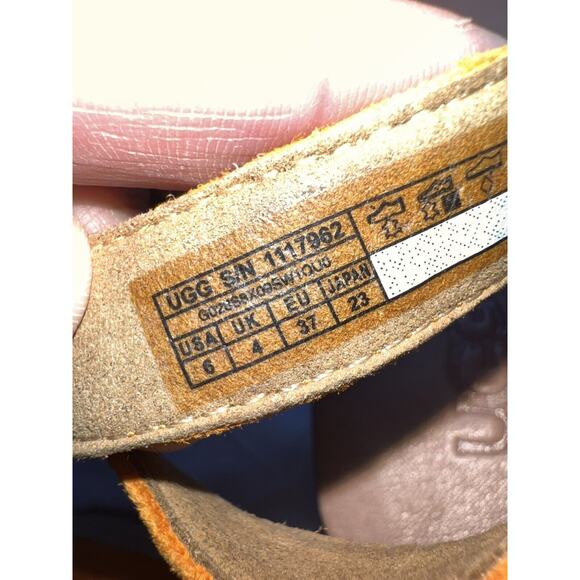 UGG S/N 1117962
USA UK EU JAPAN
6 4 37 23